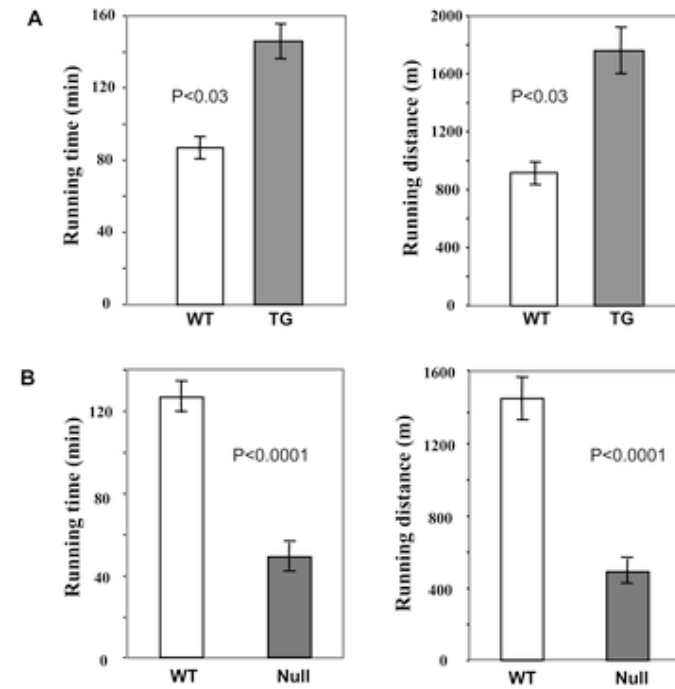 A
Running time (min)
160
120
80
40
0
P<0.03
WT TG
Running distance (m)
2000
1600
1200
800
400
0
P<0.03
WT TG
B
Running time (min)
120
80
40
0
P<0.0001
WT Null
Running distance (m)
1600
1200
800
400
0
P<0.0001
WT Null